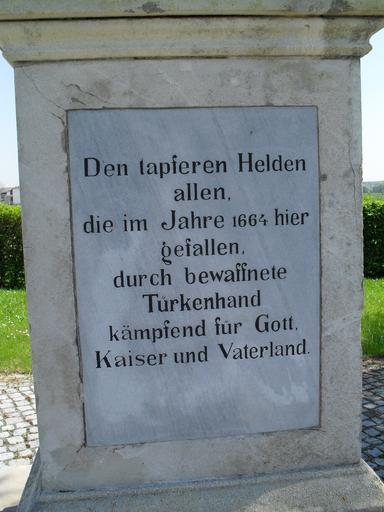 Den tapferen Helden
allen,
die im Jahre 1664 hier
gefallen,
durch bewaffnete
Türkenhand
kämpfend für Gott,
Kaiser und Vaterland.